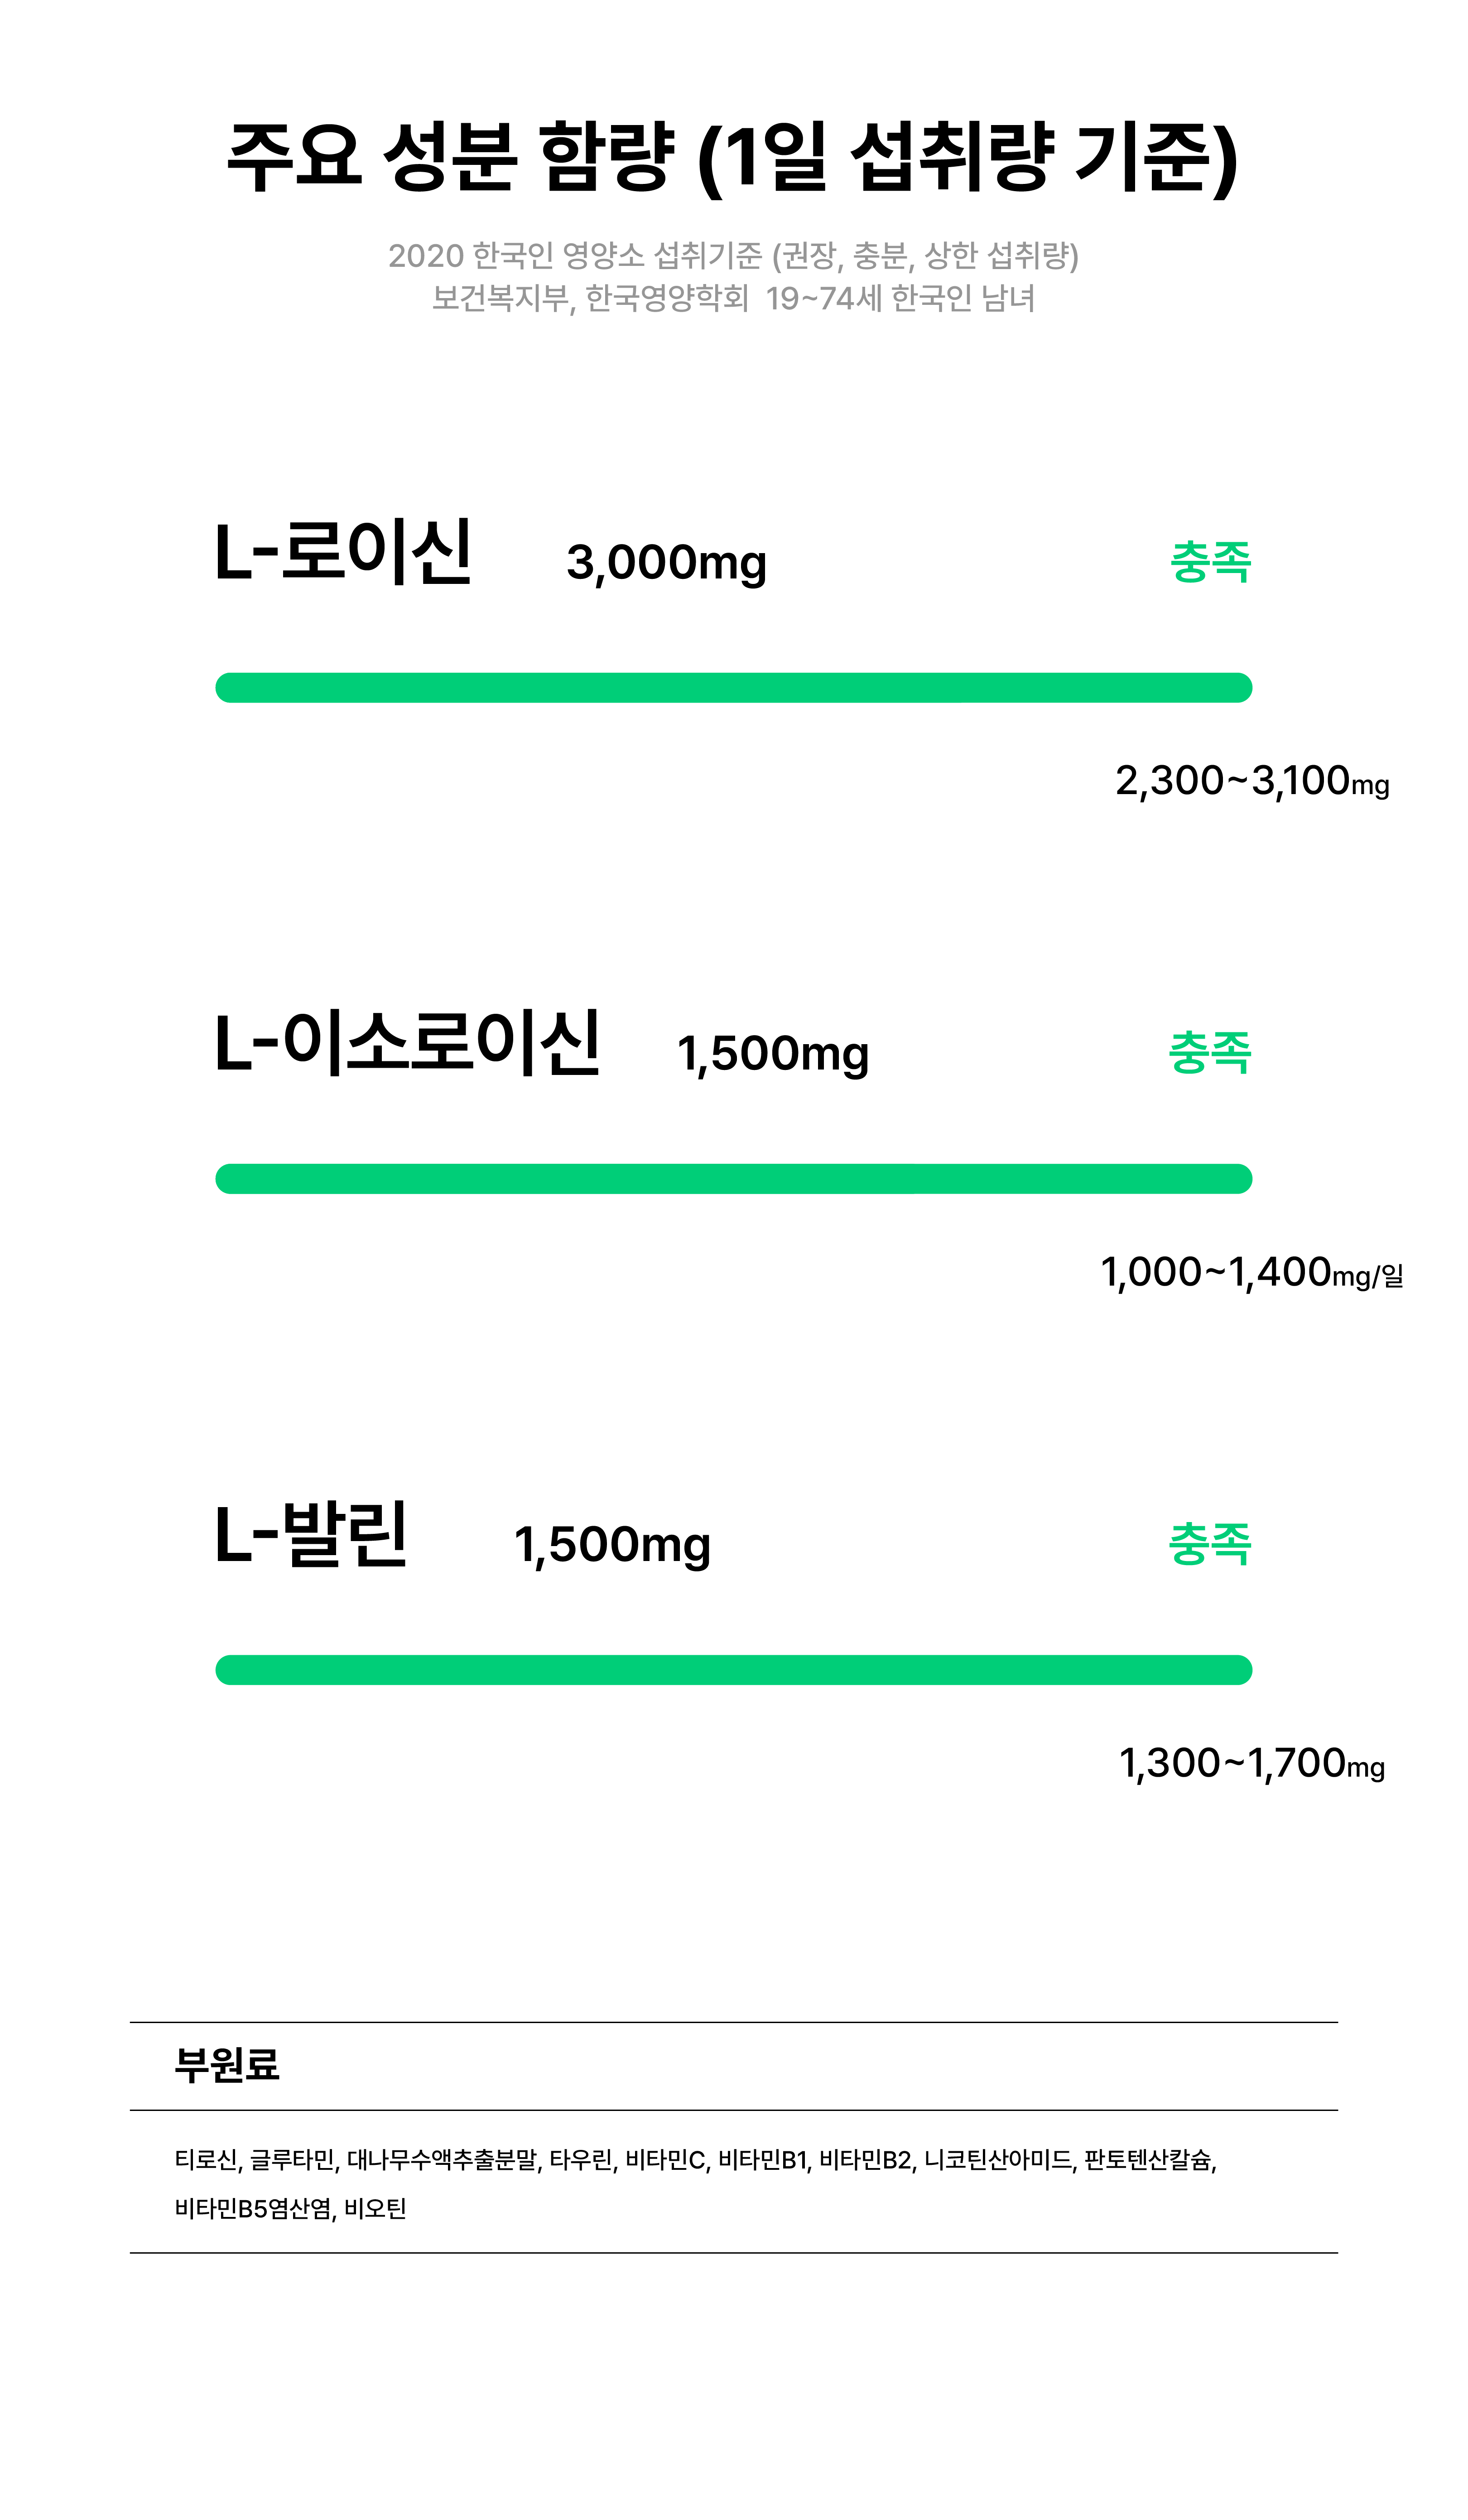 주요 성분 함량 (1일 섭취량 기준)
2020 한국인 영양소 섭취기준 (권장, 충분, 상한 섭취량)
보건복지부, 한국영양학회 19~74세 한국인 남녀
L-로이신 3,000mg 충족
2,300~3,100mg
L-이소로이신 1,500mg 충족
1,000~1,400mg/일
L-발린 1,500mg 충족
1,300~1,700mg
부원료
티로신, 글루타민, 대나무수액추출분말, 타우린, 비타민C, 비타민B1, 비타민B2, 니코틴산아미드, 판토텐산칼슘,
비타민B5염산염, 비오틴